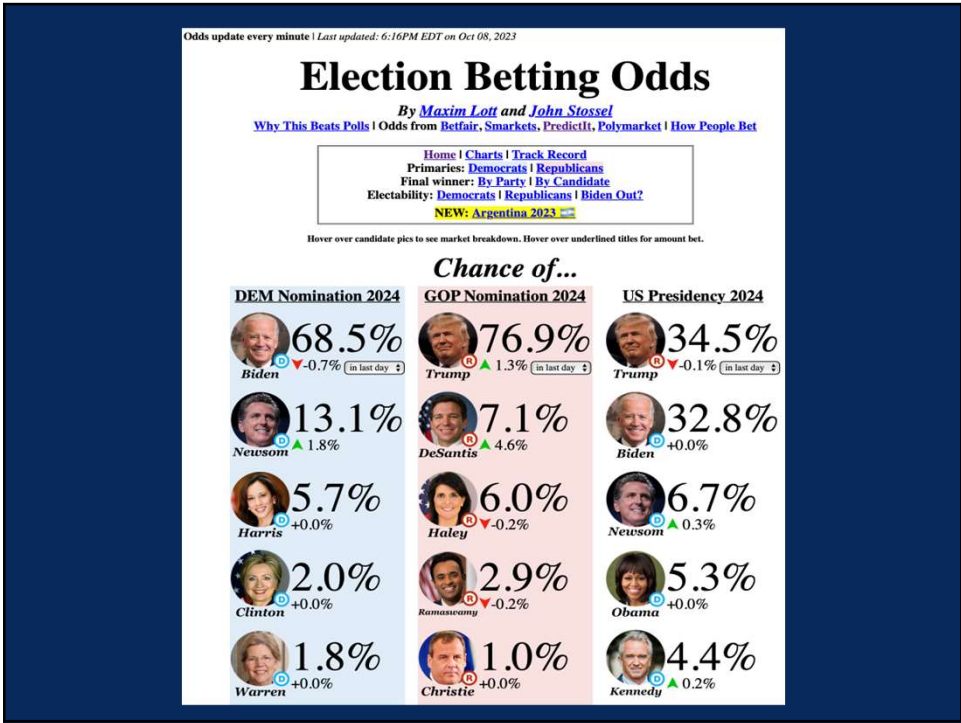 Odds update every minute | Last updated: 6:16PM EDT on Oct 08, 2023
Election Betting Odds
By Maxim Lott and John Stossel
Why This Beats Polls | Odds from Betfair, Smarkets, PredictIt, Polymarket | How People Bet
Home | Charts | Track Record
Primaries: Democrats | Republicans
Final winner: By Party | By Candidate
Electability: Democrats | Republicans | Biden Out?
NEW: Argentina 2023
Hover over candidate pics to see market breakdown. Hover over underlined titles for amount bet.
Chance of...
DEM Nomination 2024
68.5%
-0.7% in last day
Biden
13.1%
1.8%
Newsom
5.7%
+0.0%
Harris
2.0%
+0.0%
Clinton
1.8%
+0.0%
Warren
GOP Nomination 2024
76.9%
1.3% in last day
Trump
7.1%
4.6%
DeSantis
6.0%
-0.2%
Haley
2.9%
-0.2%
Ramaswamy
1.0%
+0.0%
Christie
US Presidency 2024
34.5%
-0.1% in last day
Trump
32.8%
+0.0%
Biden
6.7%
0.3%
Newsom
5.3%
+0.0%
Obama
4.4%
0.2%
Kennedy